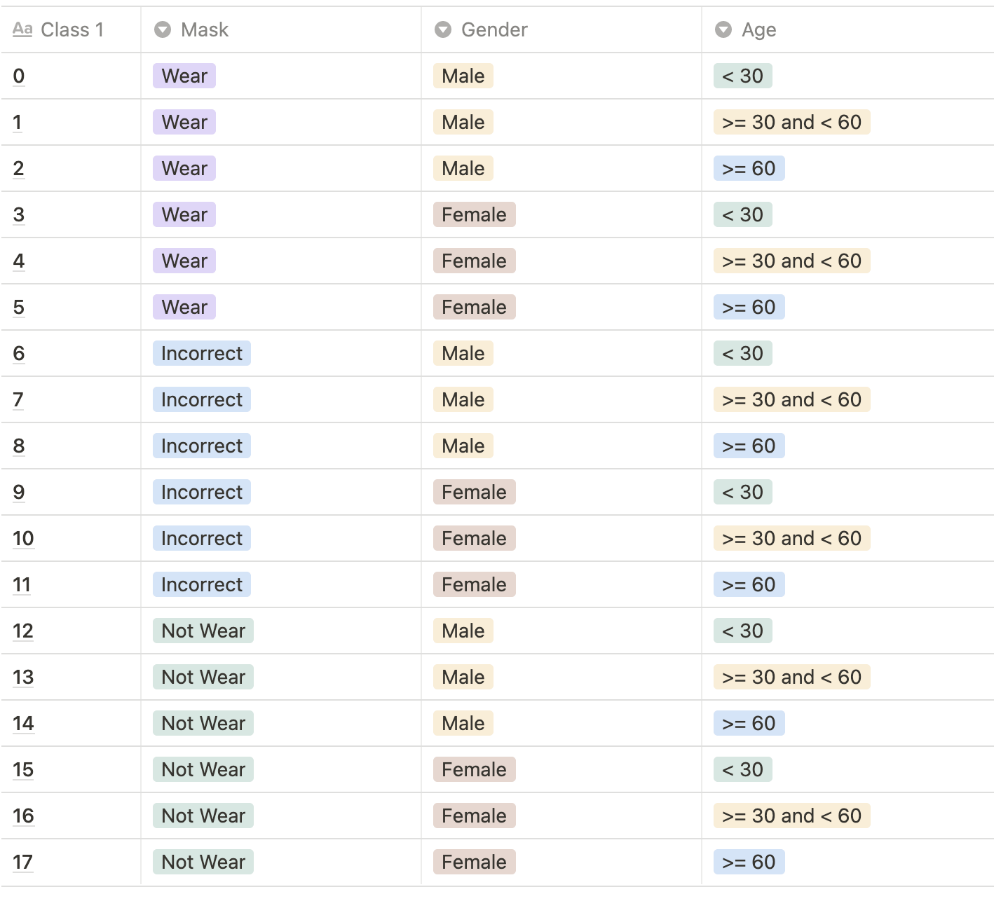 Aa Class 1 Mask Gender Age
0 Wear Male < 30
1 Wear Male >= 30 and < 60
2 Wear Male >= 60
3 Wear Female < 30
4 Wear Female >= 30 and < 60
5 Wear Female >= 60
6 Incorrect Male < 30
7 Incorrect Male >= 30 and < 60
8 Incorrect Male >= 60
9 Incorrect Female < 30
10 Incorrect Female >= 30 and < 60
11 Incorrect Female >= 60
12 Not Wear Male < 30
13 Not Wear Male >= 30 and < 60
14 Not Wear Male >= 60
15 Not Wear Female < 30
16 Not Wear Female >= 30 and < 60
17 Not Wear Female >= 60